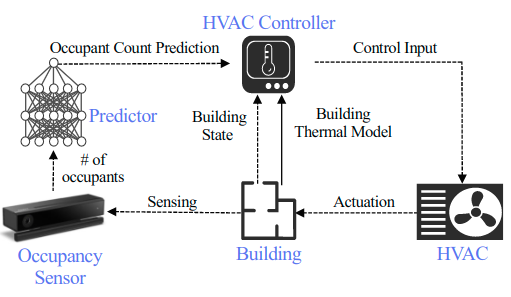 HVAC Controller
Occupant Count Prediction
Control Input
Predictor
Building
State
Building
Thermal Model
# of
occupants
Sensing
Actuation
Occupancy
Sensor
Building
HVAC